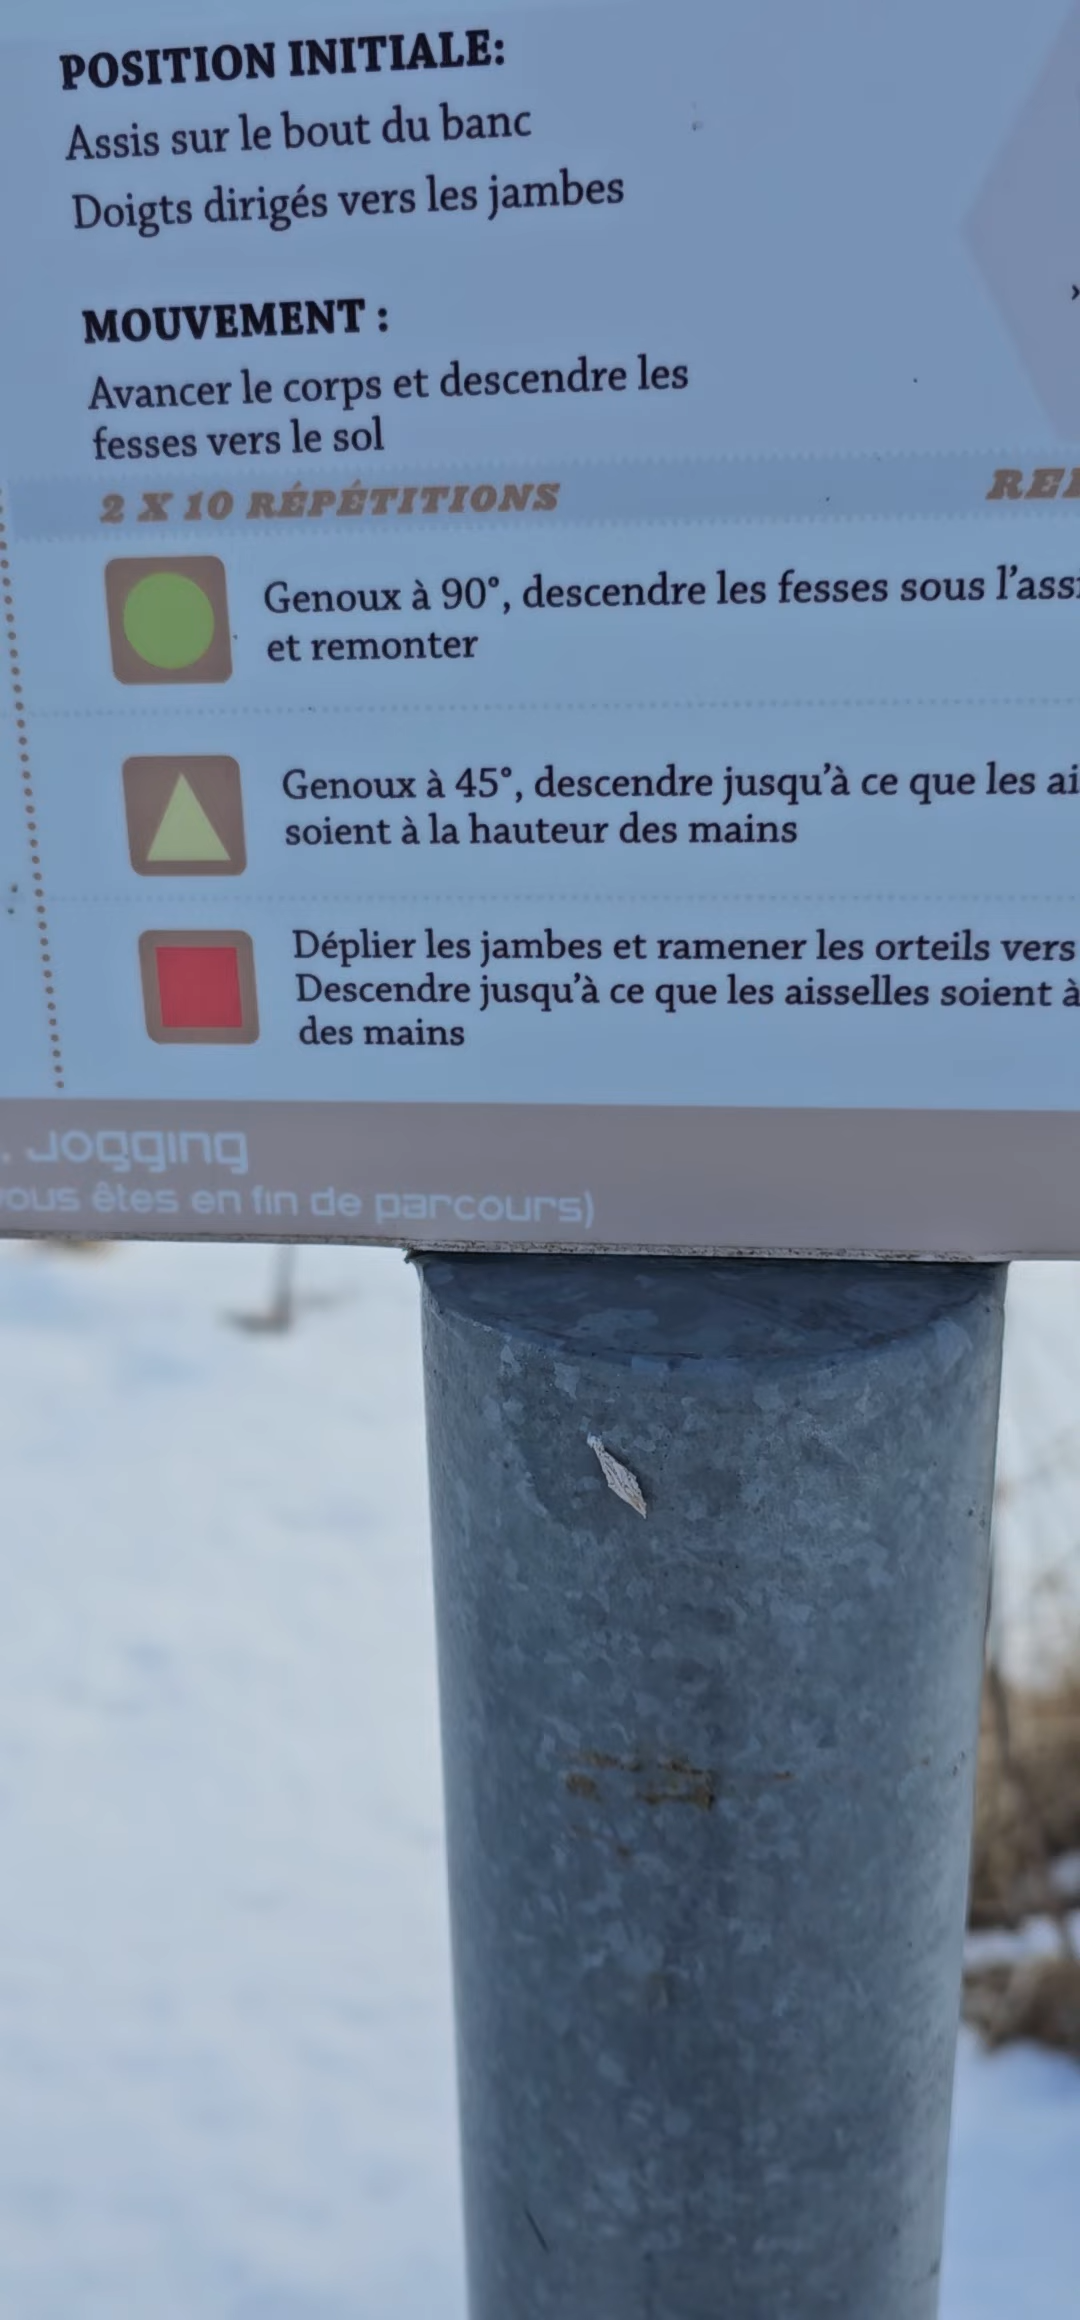 POSITION INITIALE:
Assis sur le bout du banc
Doigts dirigés vers les jambes
MOUVEMENT :
Avancer le corps et descendre les
fesses vers le sol
2 X 10 RÉPÉTITIONS
Genoux à 90°, descendre les fesses sous
et remonter
Genoux à 45°, descendre jusqu'à ce que les
soient à la hauteur des mains
Déplier les jambes et ramener les orteils vers
Descendre jusqu'à ce que les aisselles soient à
des mains
. Jogging
êtes en fin de parcours)